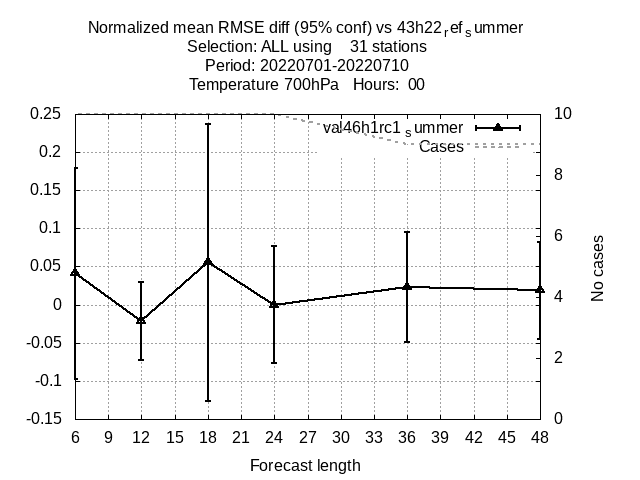 Normalized mean RMSE diff (95% conf) vs 43h22refsummer
Selection: ALL using 31 stations
Period: 20220701-20220710
Temperature 700hPa Hours: 00
val46h1rc1summer
Cases
0.25
0.2
0.15
0.1
0.05
0
-0.05
-0.1
-0.15
10
8
6
4
2
0
No cases
6 9 12 15 18 21 24 27 30 33 36 39 42 45 48
Forecast length